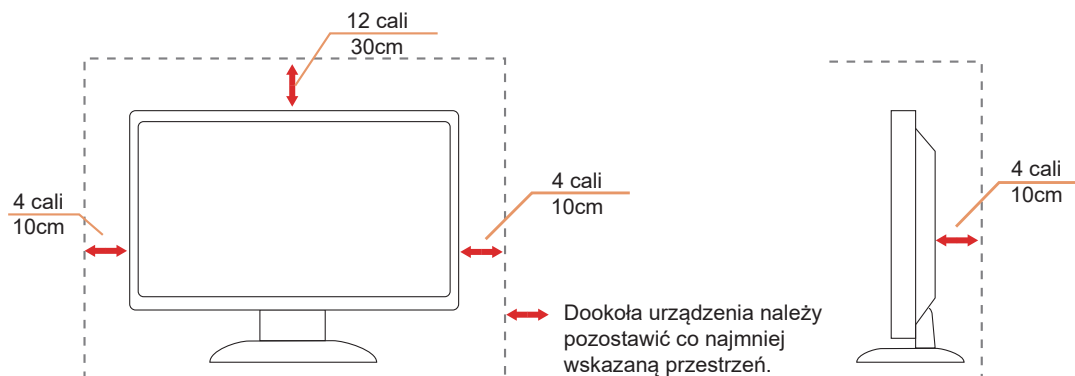 12 cali
30cm
4 cali
10cm
4 cali
10cm
4 cali
10cm
Dookoła urządzenia należy
pozostawić co najmniej
wskazaną przestrzeń.